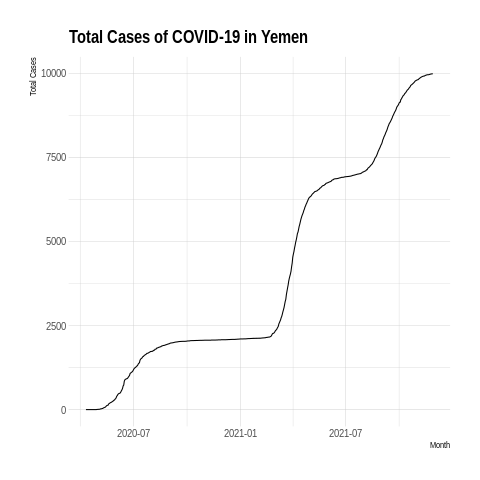 Total Cases of COVID-19 in Yemen
Total Cases
10000
7500
5000
2500
0
2020-07 2021-01 2021-07
Month